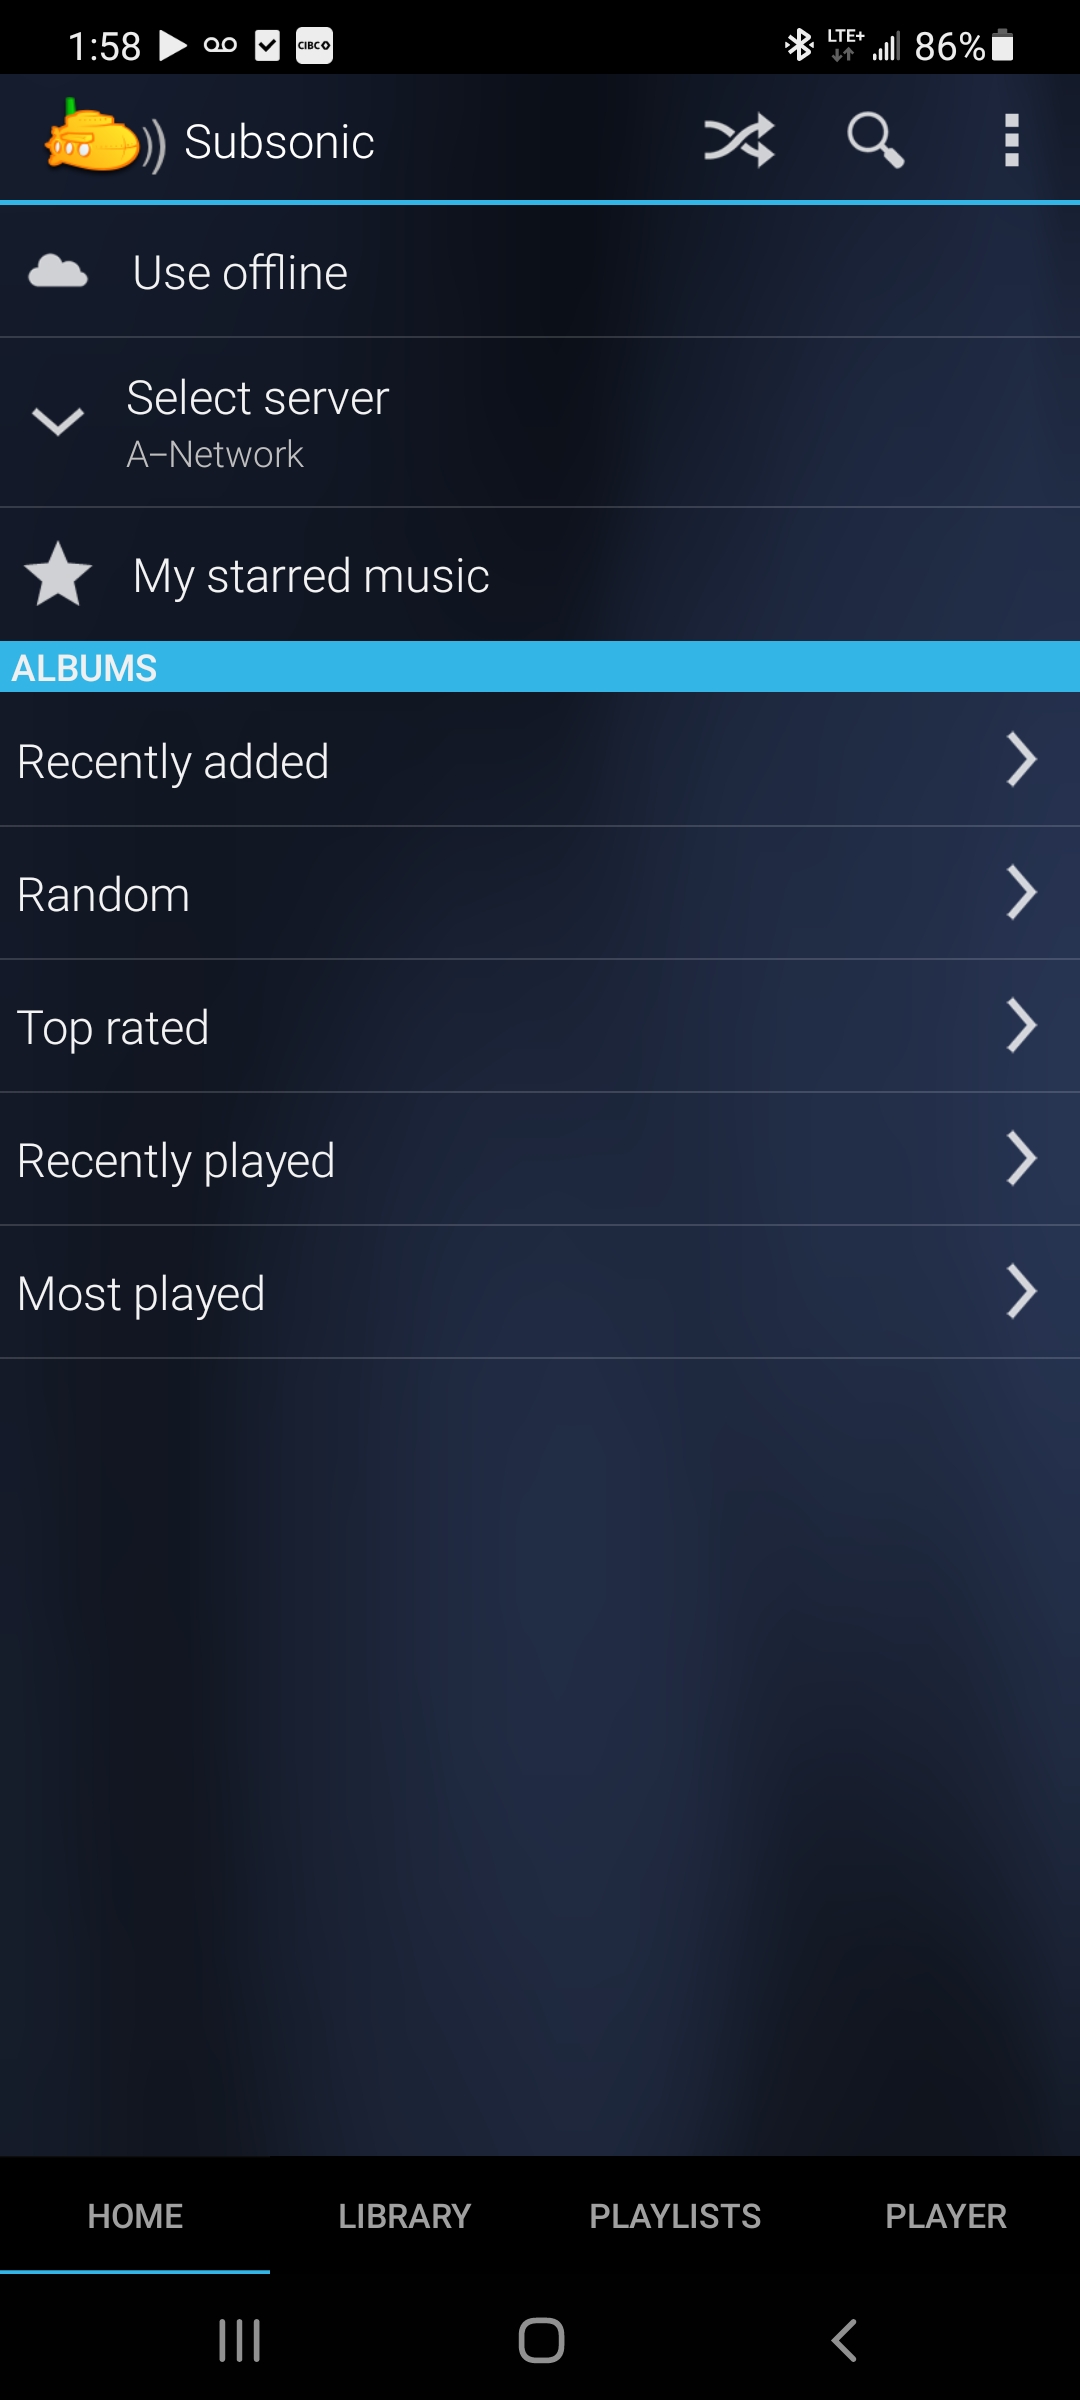 1:58 CIBC LTE+ 86%
Subsonic
Use offline
Select server
A–Network
My starred music
ALBUMS
Recently added
Random
Top rated
Recently played
Most played
HOME LIBRARY PLAYLISTS PLAYER